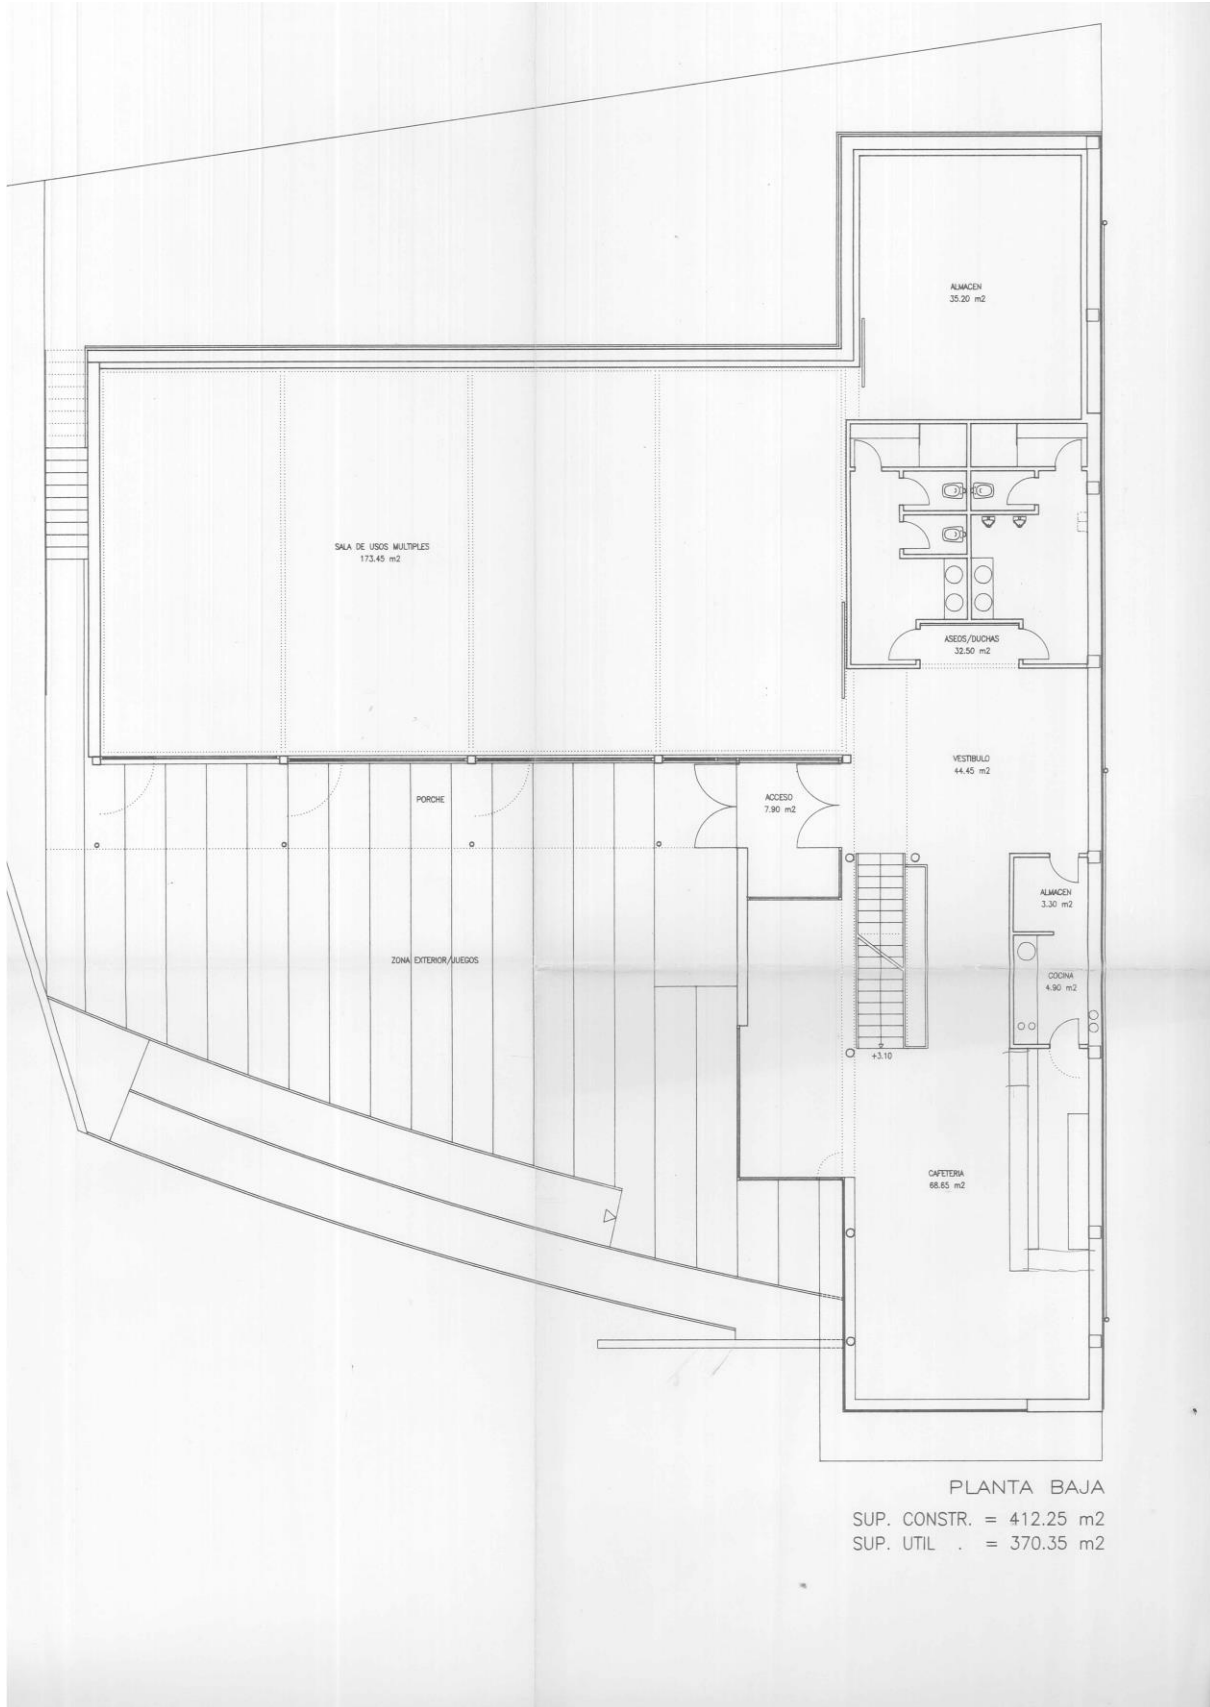 ALMACEN
35.20 m2
SALA DE USOS MULTIPLES
173.45 m2
ASEOS/DUCHAS
32.50 m2
VESTIBULO
44.45 m2
PORCHE
ACCESO
7.90 m2
ALMACEN
3.30 m2
ZONA EXTERIOR/JUEGOS
COCINA
4.90 m2
+3.10
CAFETERIA
68.65 m2
PLANTA BAJA
SUP. CONSTR. = 412.25 m2
SUP. UTIL . = 370.35 m2